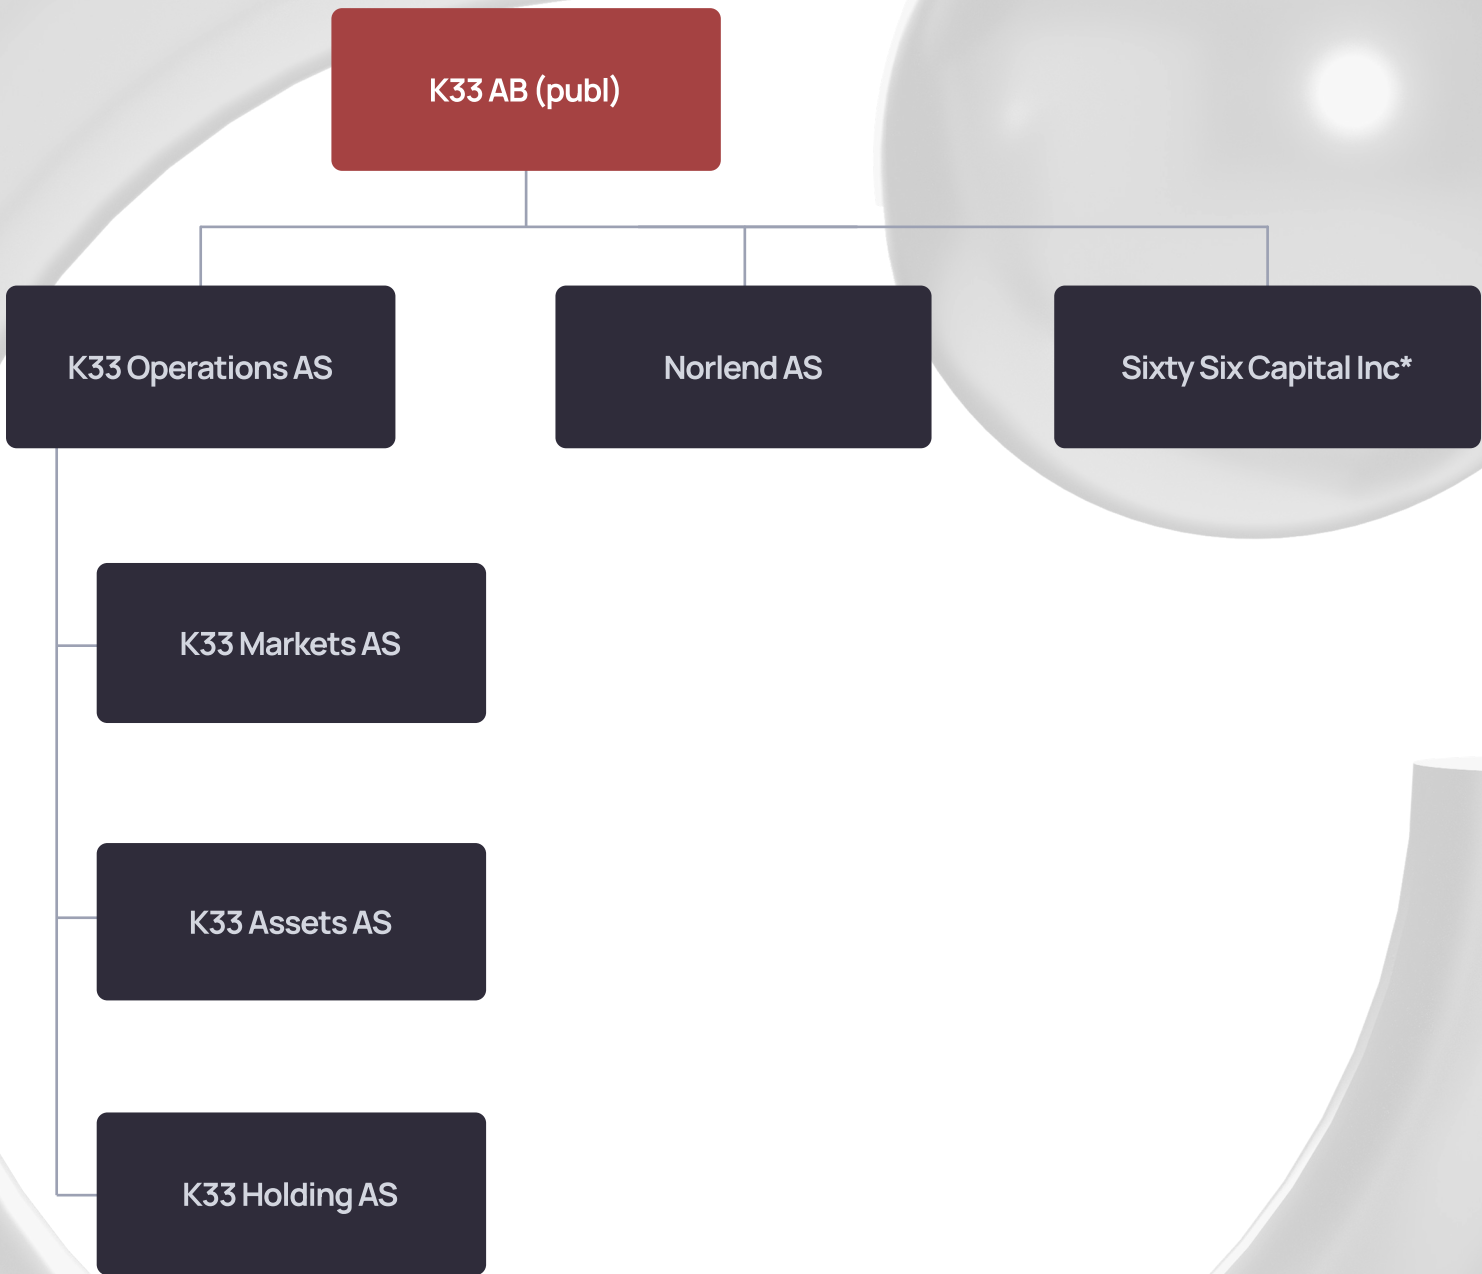 K33 AB (publ)
K33 Operations AS
Norlend AS
Sixty Six Capital Inc*
K33 Markets AS
K33 Assets AS
K33 Holding AS